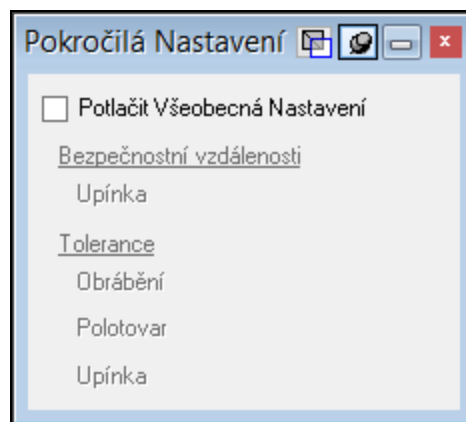 Pokročilá Nastavení
Potlačit Všeobecná Nastavení
Bezpečnostní vzdálenosti
Upínka
Tolerance
Obrábění
Polotovar
Upínka